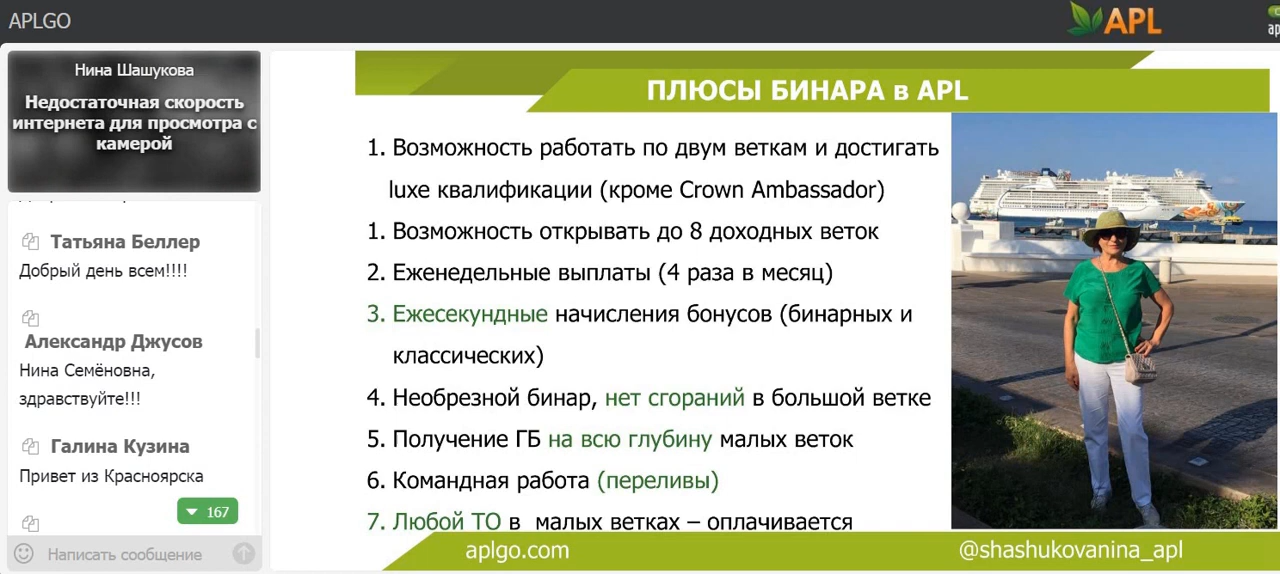 APLGO
APL
Нина Шашукова
Недостаточная скорость
интернета для просмотра с
камерой
Татьяна Беллер
Добрый день всем!!!!
Александр Джусов
Нина Семёновна,
здравствуйте!!!
Галина Кузина
Привет из Красноярска
167
Написать сообщение
ПЛЮСЫ БИНАРА в APL
1. Возможность работать по двум веткам и достигать
luxe квалификации (кроме Crown Ambassador)
1. Возможность открывать до 8 доходных веток
2. Еженедельные выплаты (4 раза в месяц)
3. Ежесекундные начисления бонусов (бинарных и
классических)
4. Необрезной бинар, нет сгораний в большой ветке
5. Получение ГБ на всю глубину малых веток
6. Командная работа (переливы)
7. Любой ТО в малых ветках – оплачивается
aplgo.com
@shashukovanina_apl